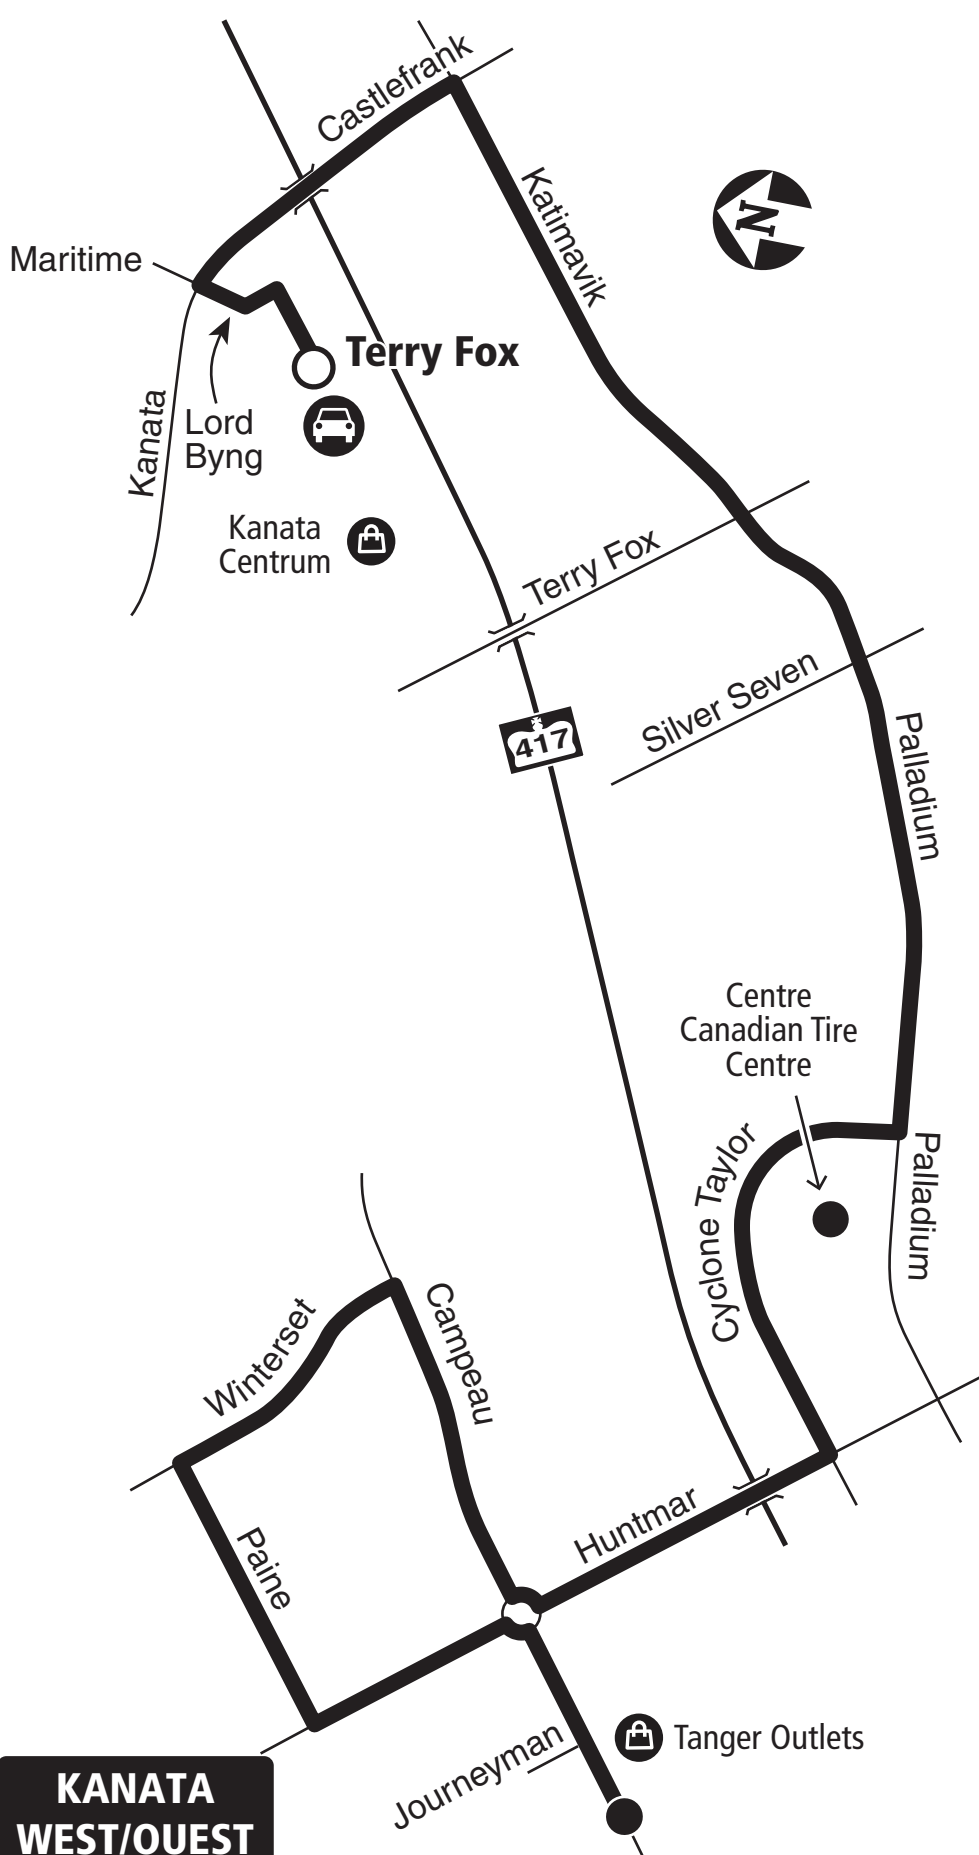 Castlefrank
Katimavik
N
Maritime
Terry Fox
Kanata
Lord
Byng
Kanata
Centrum
Terry Fox
Silver Seven
417
Palladium
Centre
Canadian Tire
Centre
Cyclone Taylor
Palladium
Winterset
Campeau
Huntmar
Paine
Journeyman
Tanger Outlets
KANATA
WEST/OUEST